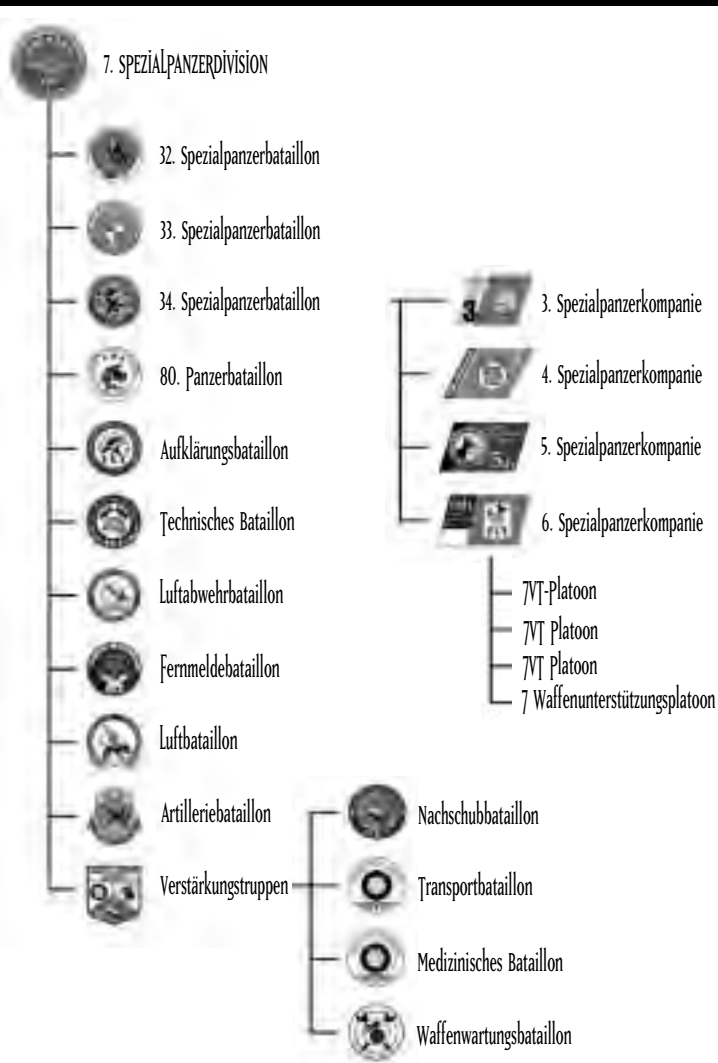 7. SPEZIALPANZERDIVISION
32. Spezialpanzerbataillon
33. Spezialpanzerbataillon
34. Spezialpanzerbataillon
80. Panzerbataillon
Aufklärungsbataillon
Technisches Bataillon
Luftabwehrbataillon
Fernmeldebataillon
Luftbataillon
Artilleriebataillon
Verstärkungstruppen
3
3. Spezialpanzerkompanie
4. Spezialpanzerkompanie
5. Spezialpanzerkompanie
6. Spezialpanzerkompanie
7VT-Platoon
7VT Platoon
7VT Platoon
7 Waffenunterstützungsplatoon
Nachschubbataillon
Transportbataillon
Medizinisches Bataillon
Waffenwartungsbataillon